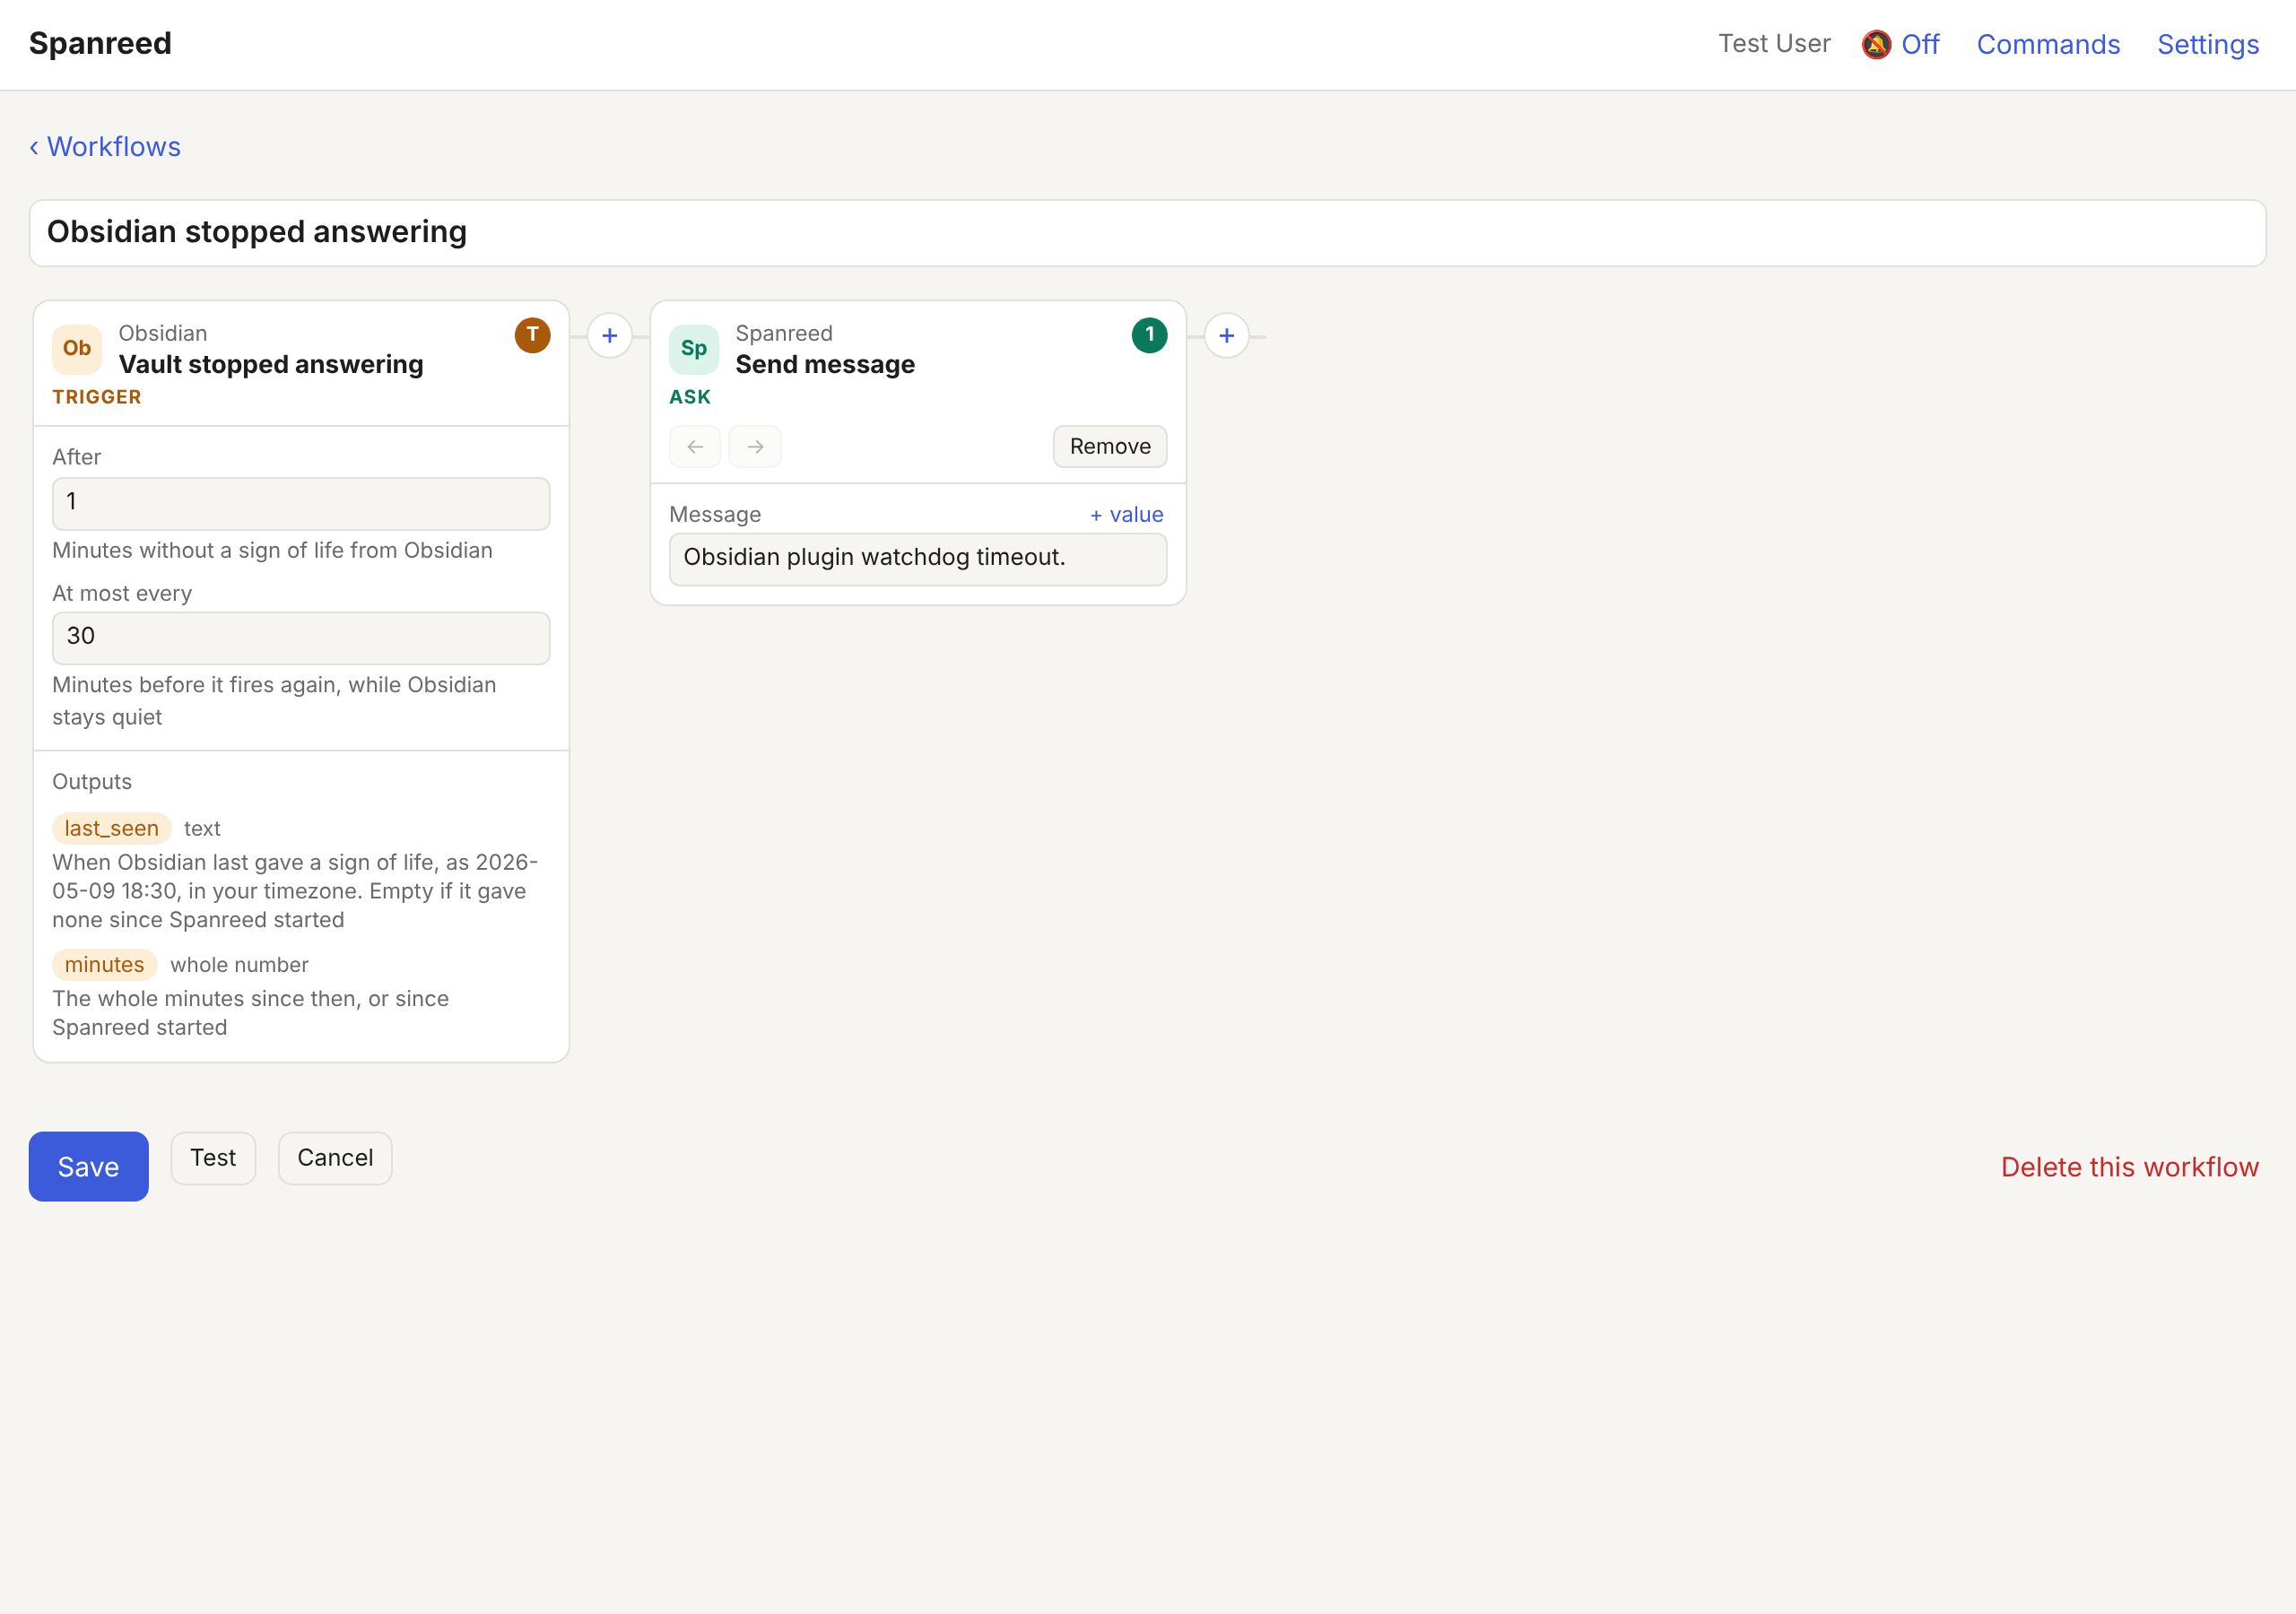 Spanreed
Test User
Off
Commands
Settings
‹ Workflows
Obsidian stopped answering
Ob
Obsidian
Vault stopped answering
T
TRIGGER
After
1
Minutes without a sign of life from Obsidian
At most every
30
Minutes before it fires again, while Obsidian
stays quiet
Outputs
last_seen text
When Obsidian last gave a sign of life, as 2026-
05-09 18:30, in your timezone. Empty if it gave
none since Spanreed started
minutes whole number
The whole minutes since then, or since
Spanreed started
+
Sp
Spanreed
Send message
1
ASK
← →
Remove
Message
+ value
Obsidian plugin watchdog timeout.
+
Save
Test
Cancel
Delete this workflow